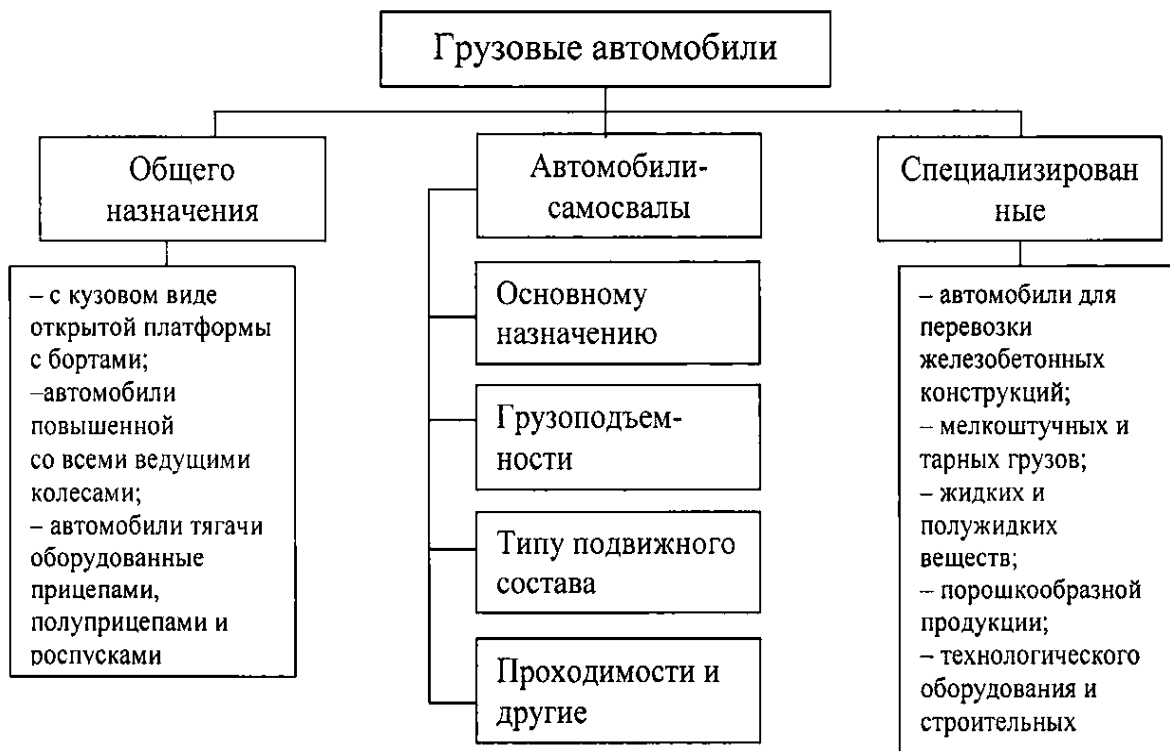 Грузовые автомобили
Общего
назначения
– с кузовом виде
открытой платформы
с бортами;
–автомобили
повышенной
со всеми ведущими
колесами;
– автомобили тягачи
оборудованные
прицепами,
полуприцепами и
роспусками
Автомобили-
самосвалы
Основному
назначению
Грузоподъем-
ности
Типу подвижного
состава
Проходимости и
другие
Специализирован
ные
– автомобили для
перевозки
железобетонных
конструкций;
– мелкоштучных и
тарных грузов;
– жидких и
полужидких
веществ;
– порошкообразной
продукции;
– технологического
оборудования и
строительных